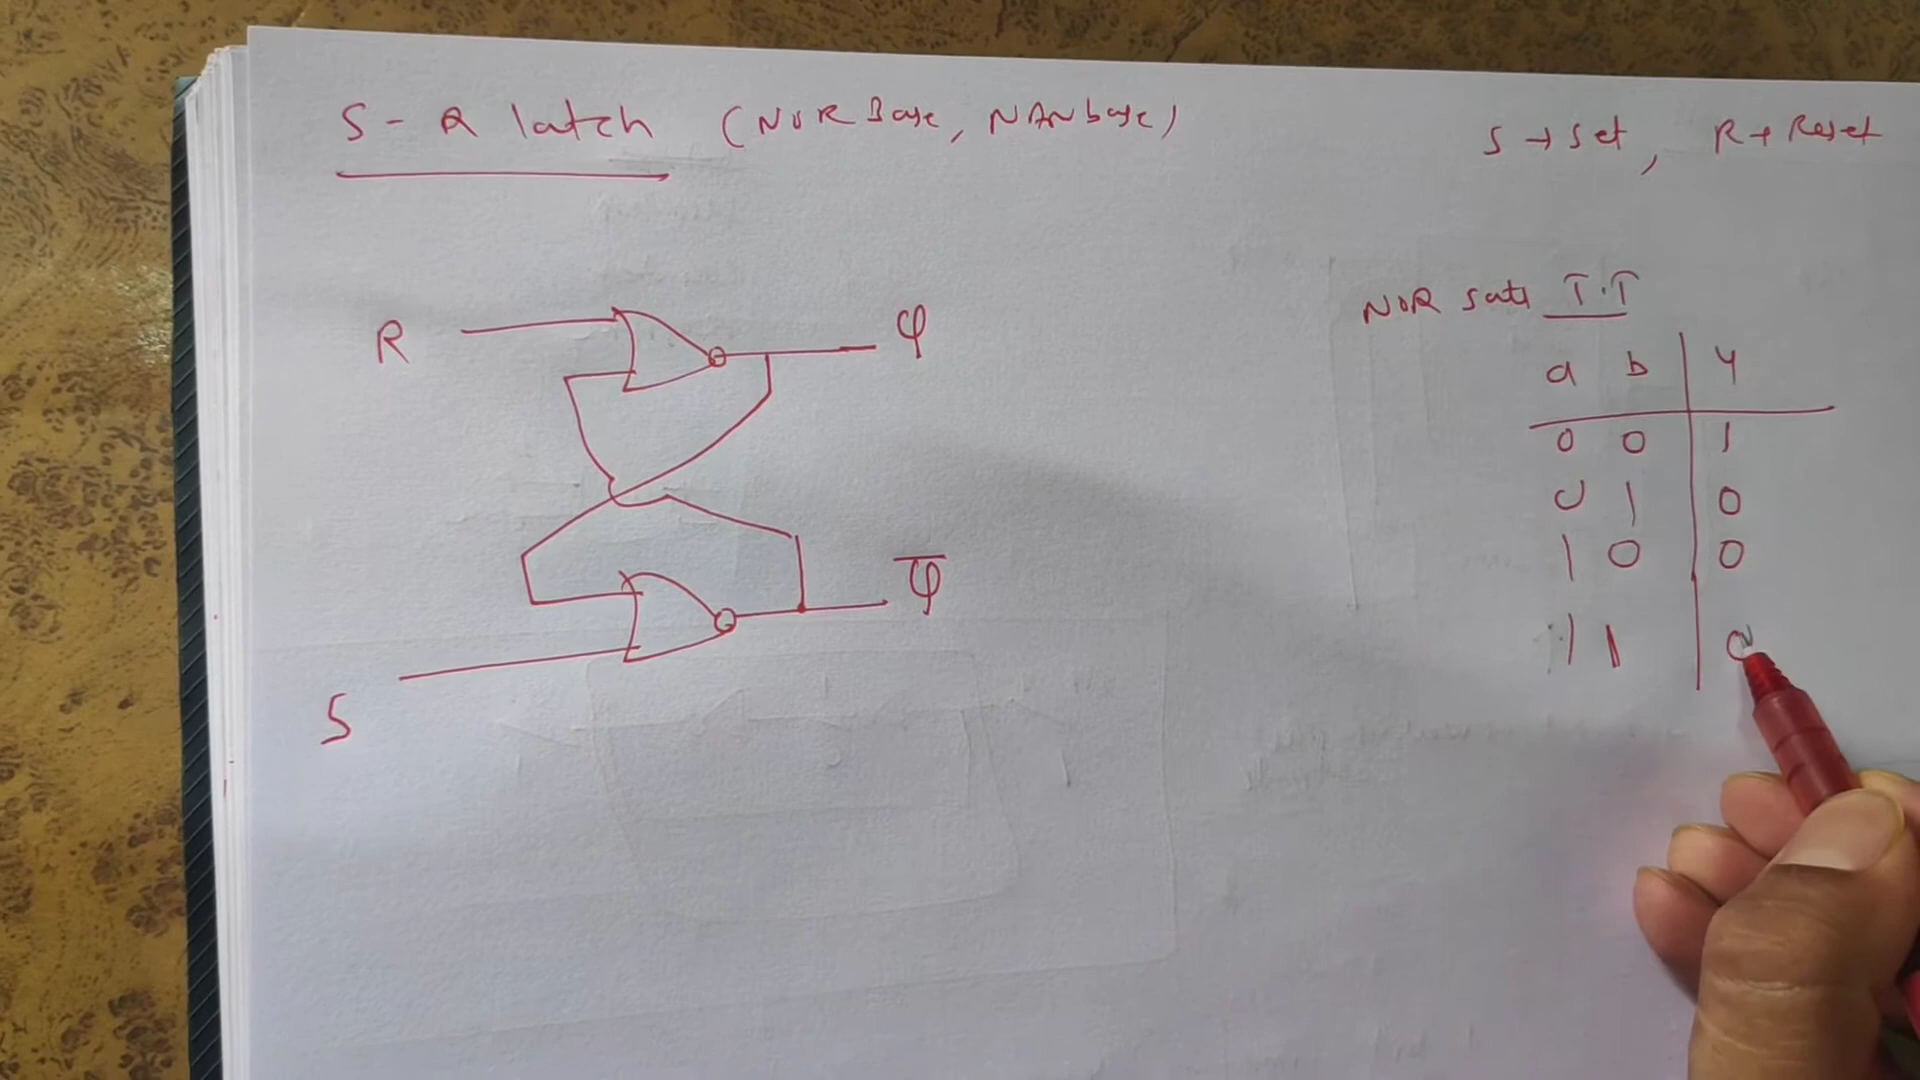 S - R latch (NOR Base, NAN base)
S → Set, R → Reset
NOR gate T.T
a b y
0 0 1
0 1 0
1 0 0
1 1 0
R
φ
φ̅
S